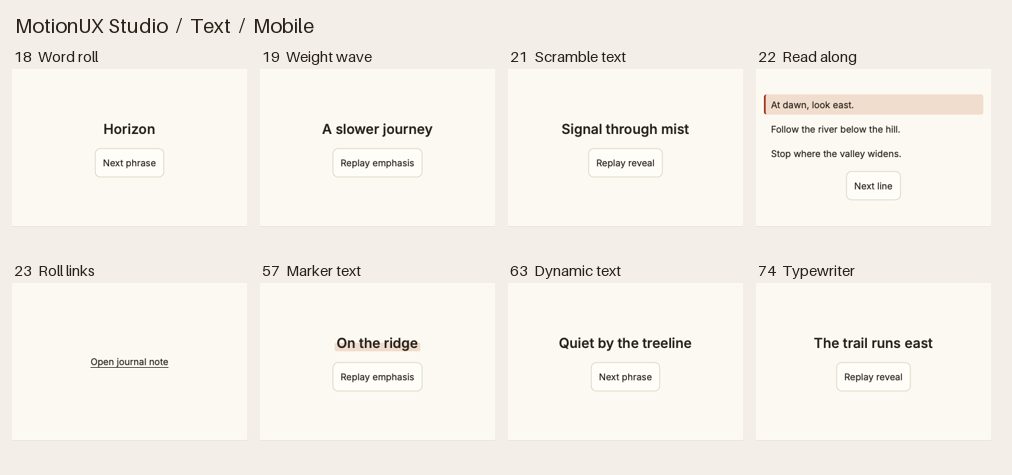 MotionUX Studio / Text / Mobile
18 Word roll
Horizon
Next phrase
19 Weight wave
A slower journey
Replay emphasis
21 Scramble text
Signal through mist
Replay reveal
22 Read along
At dawn, look east.
Follow the river below the hill.
Stop where the valley widens.
Next line
23 Roll links
Open journal note
57 Marker text
On the ridge
Replay emphasis
63 Dynamic text
Quiet by the treeline
Next phrase
74 Typewriter
The trail runs east
Replay reveal